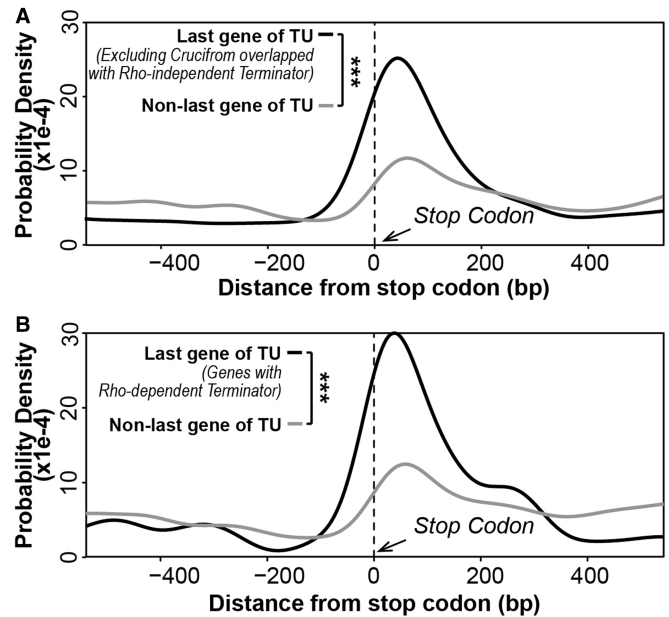 A
Probability Density
(x1e-4)
30
20
10
0
Last gene of TU
(Excluding Crucifrom overlapped
with Rho-independent Terminator)
Non-last gene of TU
***
Stop Codon
−400
−200
0
200
400
Distance from stop codon (bp)
B
Probability Density
(x1e-4)
30
20
10
0
Last gene of TU
(Genes with
Rho-dependent Terminator)
Non-last gene of TU
***
Stop Codon
−400
−200
0
200
400
Distance from stop codon (bp)